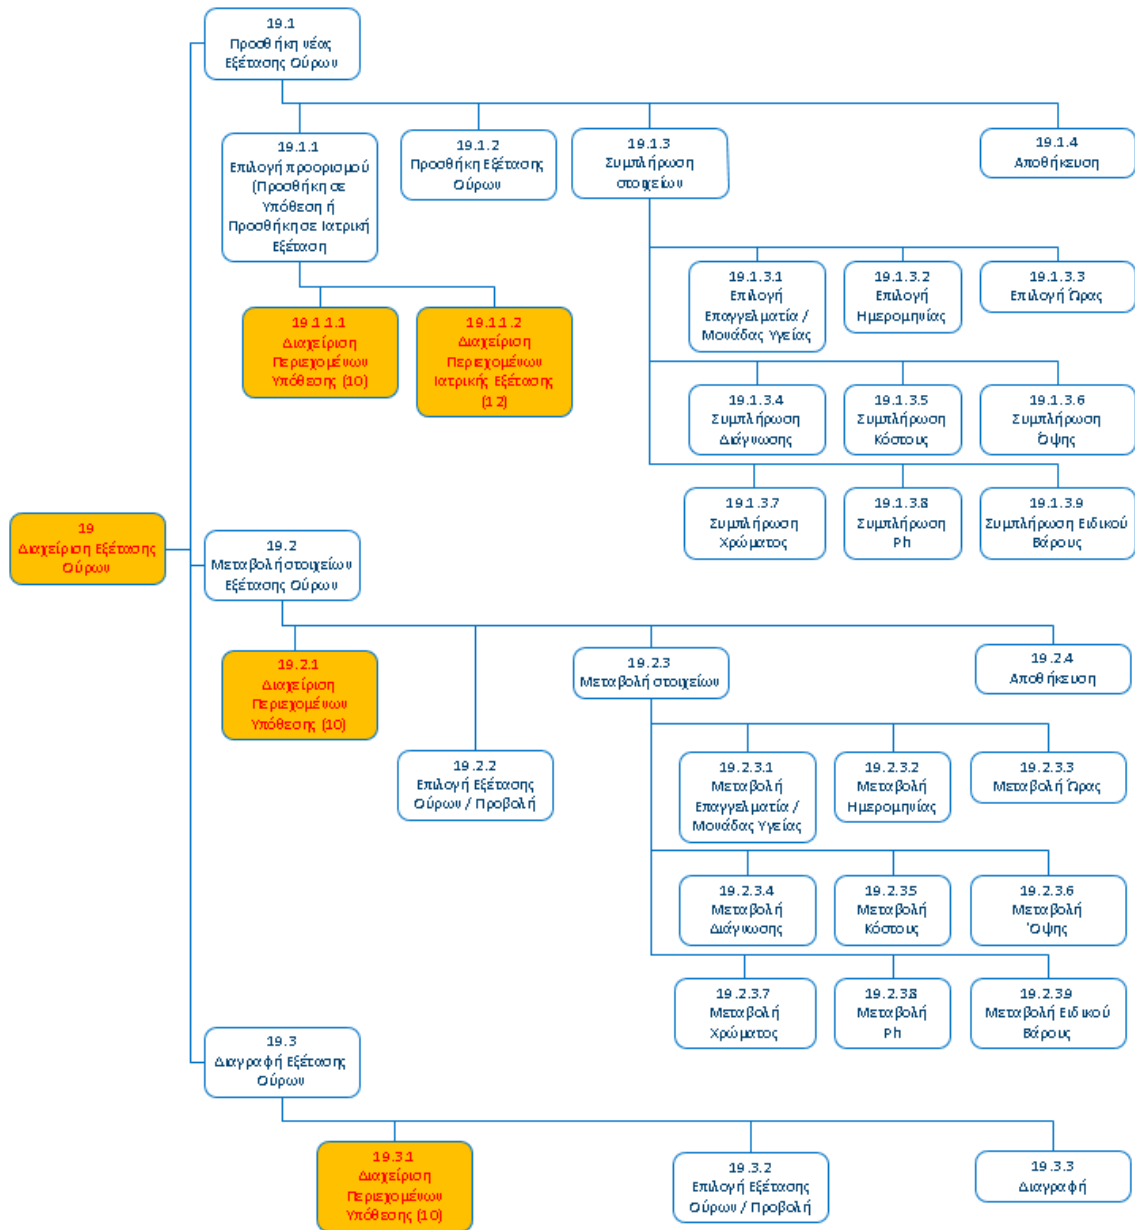 19.1
Προσθήκη νέας
Εξέτασης Ούρων
19.1.1
Επιλογή προορισμού
(Προσθήκη σε
Υπόθεση ή
Προσθήκη σε Ιατρική
Εξέταση
19.1.2
Προσθήκη Εξέτασης
Ούρων
19.1.3
Συμπλήρωση
στοιχείων
19.1.4
Αποθήκευση
19.1.1.1
Διαχείριση
Περιεχομένων
Υπόθεσης (10)
19.1.1.2
Διαχείριση
Περιεχομένων
Ιατρικής Εξέτασης
(12)
19.1.3.1
Επιλογή
Επαγγελματία /
Μονάδας Υγείας
19.1.3.2
Επιλογή
Ημερομηνίας
19.1.3.3
Επιλογή Ώρας
19.1.3.4
Συμπλήρωση
Διάγνωσης
19.1.3.5
Συμπλήρωση
Κόστους
19.1.3.6
Συμπλήρωση
Όψης
19.1.3.7
Συμπλήρωση
Χρώματος
19.1.3.8
Συμπλήρωση
Ph
19.1.3.9
Συμπλήρωση Ειδικού
Βάρους
19
Διαχείριση Εξέτασης
Ούρων
19.2
Μεταβολή στοιχείων
Εξέτασης Ούρων
19.2.1
Διαχείριση
Περιεχομένων
Υπόθεσης (10)
19.2.2
Επιλογή Εξέτασης
Ούρων / Προβολή
19.2.3
Μεταβολή στοιχείων
19.2.4
Αποθήκευση
19.2.3.1
Μεταβολή
Επαγγελματία /
Μονάδας Υγείας
19.2.3.2
Μεταβολή
Ημερομηνίας
19.2.3.3
Μεταβολή Ώρας
19.2.3.4
Μεταβολή
Διάγνωσης
19.2.3.5
Μεταβολή
Κόστους
19.2.3.6
Μεταβολή
Όψης
19.2.3.7
Μεταβολή
Χρώματος
19.2.3.8
Μεταβολή
Ph
19.2.3.9
Μεταβολή Ειδικού
Βάρους
19.3
Διαγραφή Εξέτασης
Ούρων
19.3.1
Διαχείριση
Περιεχομένων
Υπόθεσης (10)
19.3.2
Επιλογή Εξέτασης
Ούρων / Προβολή
19.3.3
Διαγραφή